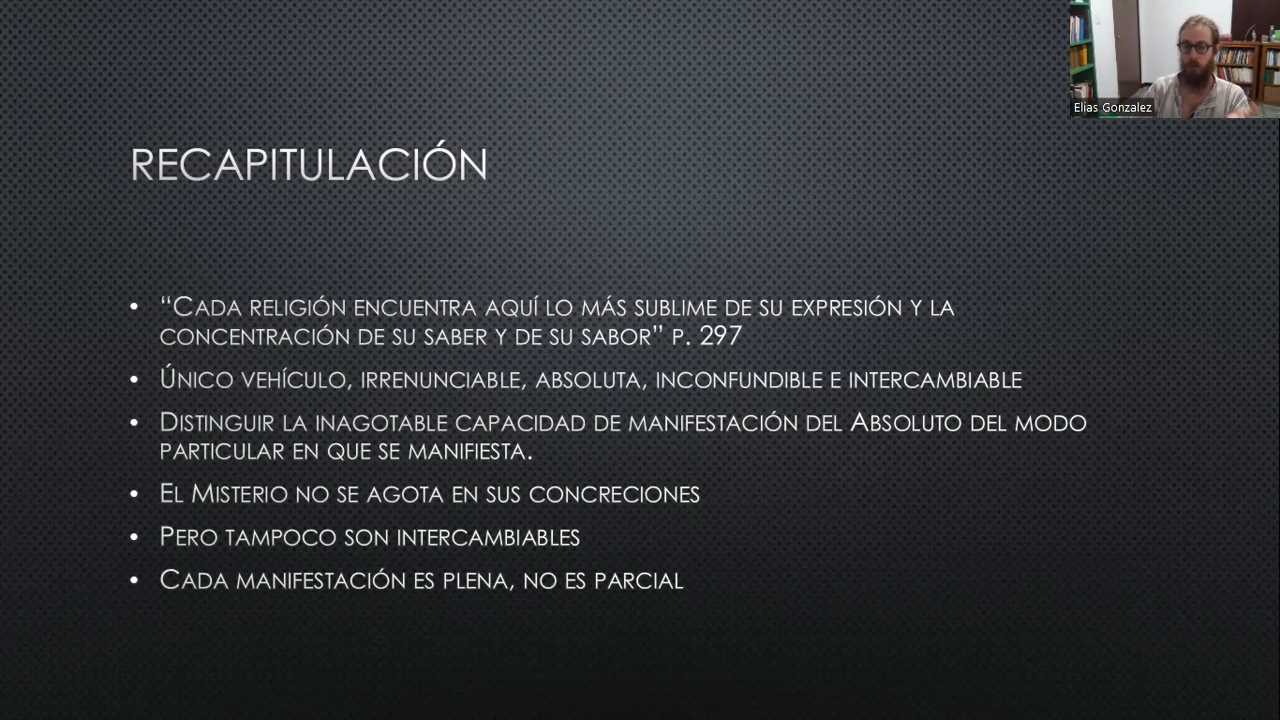 Elias Gonzalez
RECAPITULACIÓN
• “CADA RELIGIÓN ENCUENTRA AQUÍ LO MÁS SUBLIME DE SU EXPRESIÓN Y LA
CONCENTRACIÓN DE SU SABER Y DE SU SABOR” P. 297
• ÚNICO VEHÍCULO, IRRENUNCIABLE, ABSOLUTA, INCONFUNDIBLE E INTERCAMBIABLE
• DISTINGUIR LA INAGOTABLE CAPACIDAD DE MANIFESTACIÓN DEL ABSOLUTO DEL MODO
PARTICULAR EN QUE SE MANIFIESTA.
• EL MISTERIO NO SE AGOTA EN SUS CONCRECIONES
• PERO TAMPOCO SON INTERCAMBIABLES
• CADA MANIFESTACIÓN ES PLENA, NO ES PARCIAL